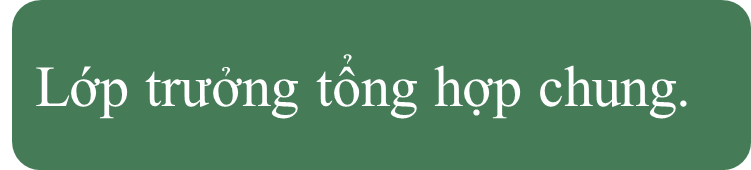 Lớp trưởng tổng hợp chung.